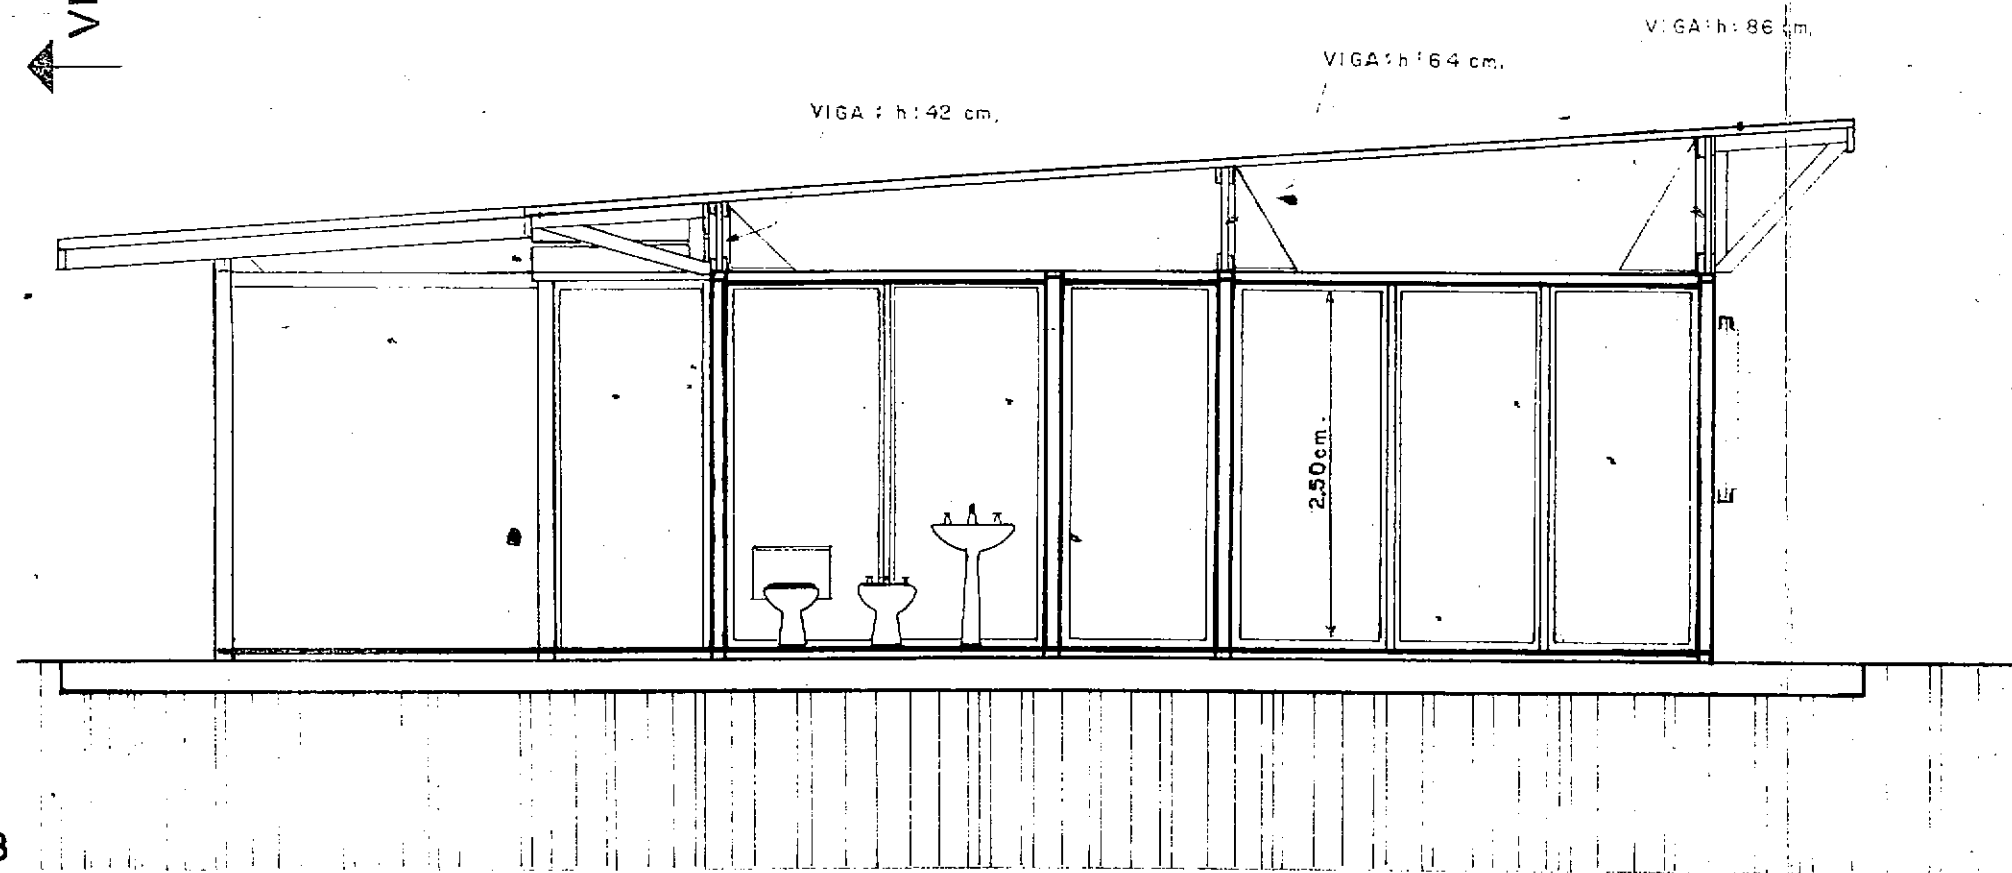 VIGA : h: 86 cm.
VIGA : h: 64 cm.
VIGA : h: 42 cm.
2.50cm.